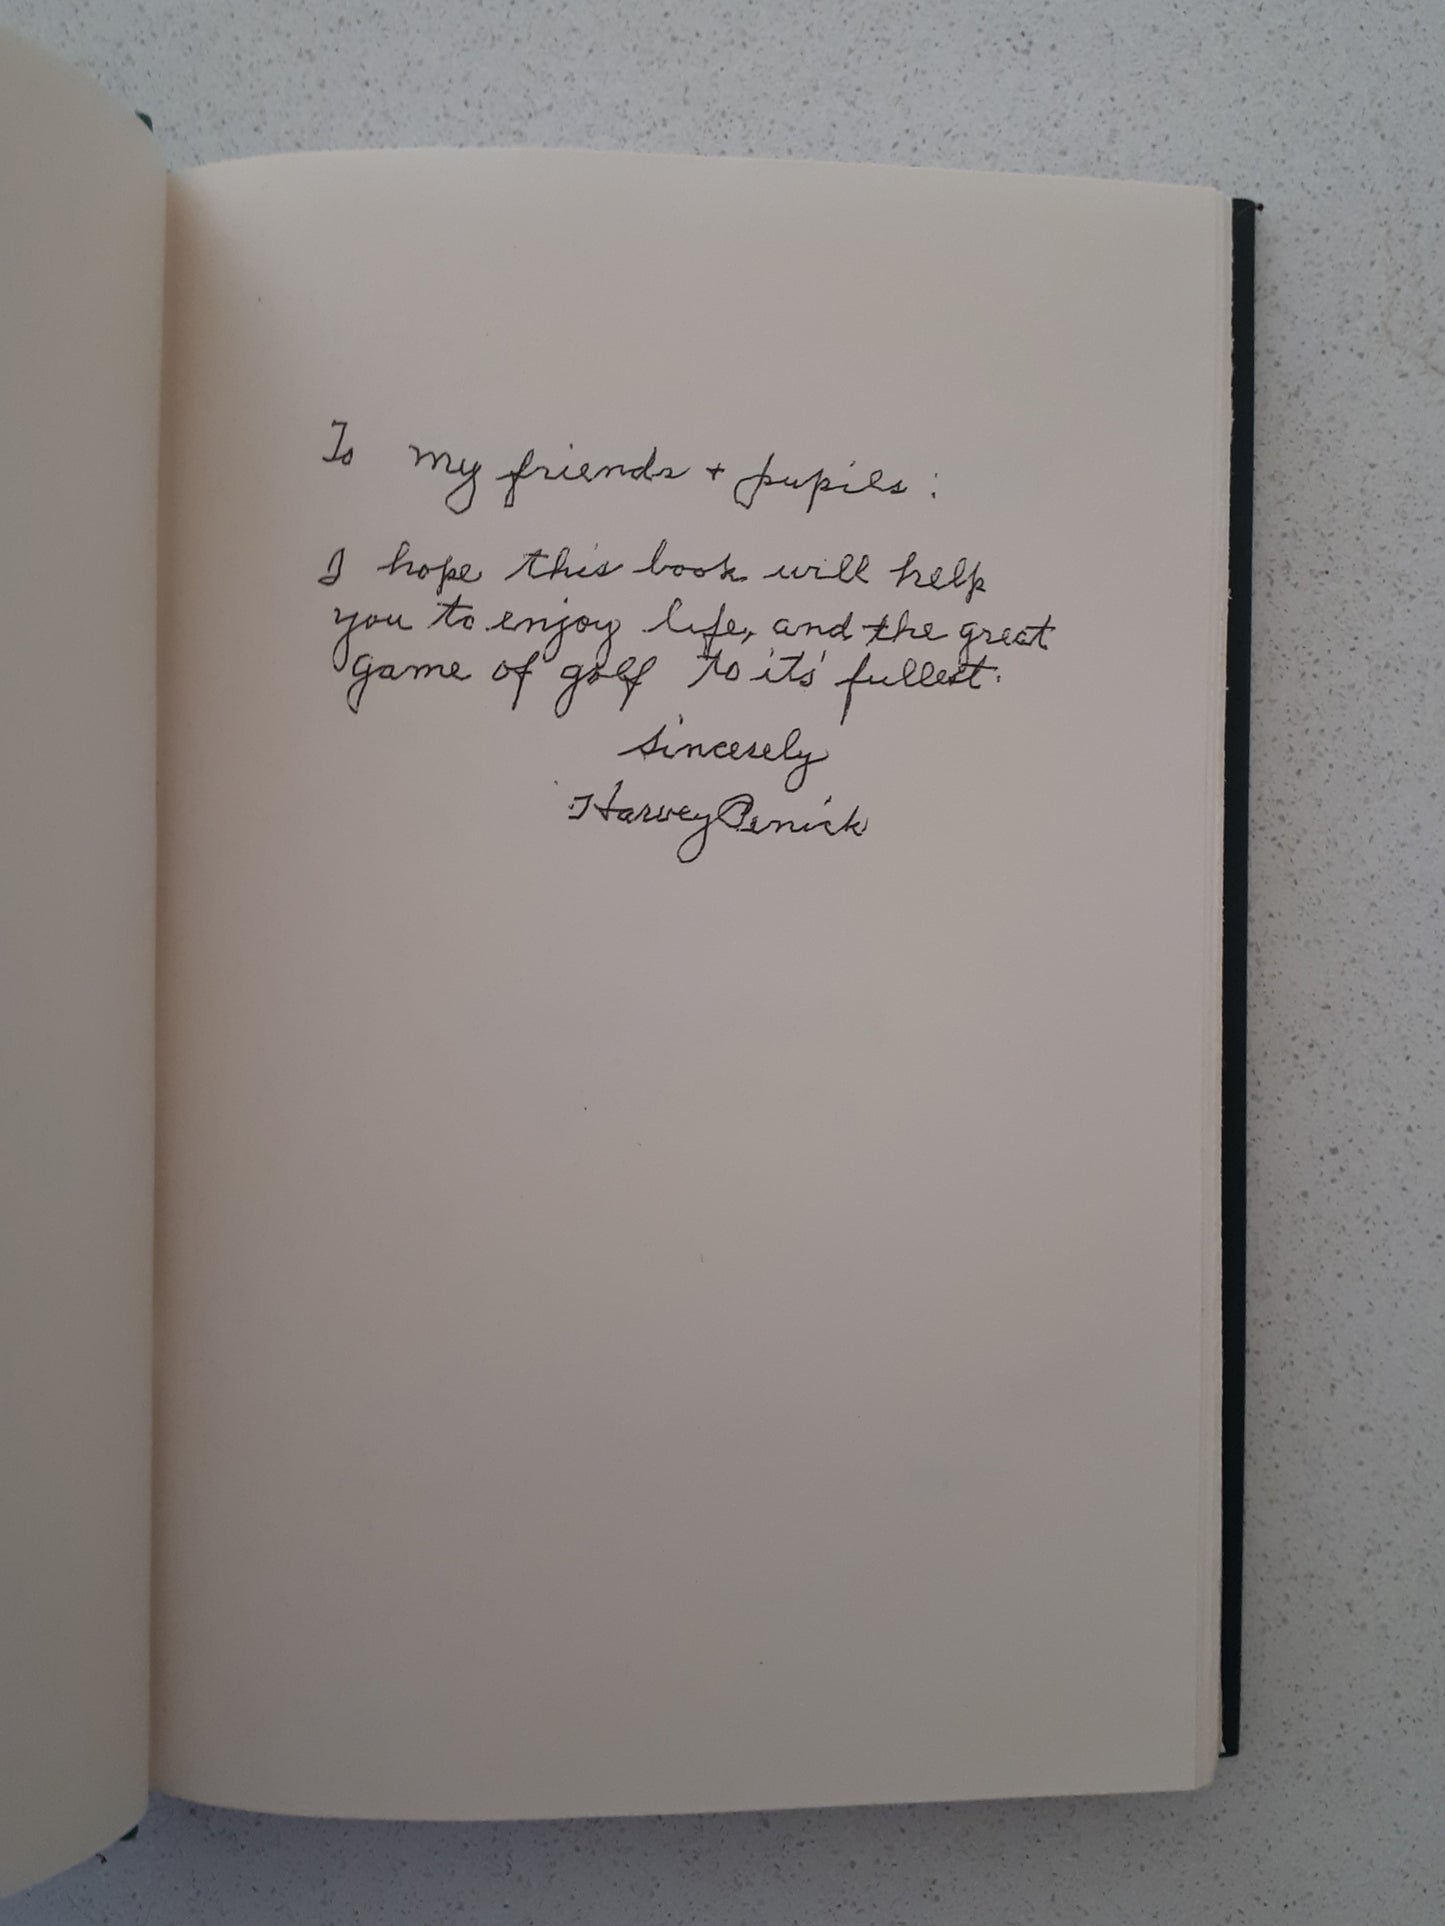 To my friends + pupils:
I hope this book will help
you to enjoy life, and the great
game of golf to it's fullest.
Sincerely
Harvey Penick